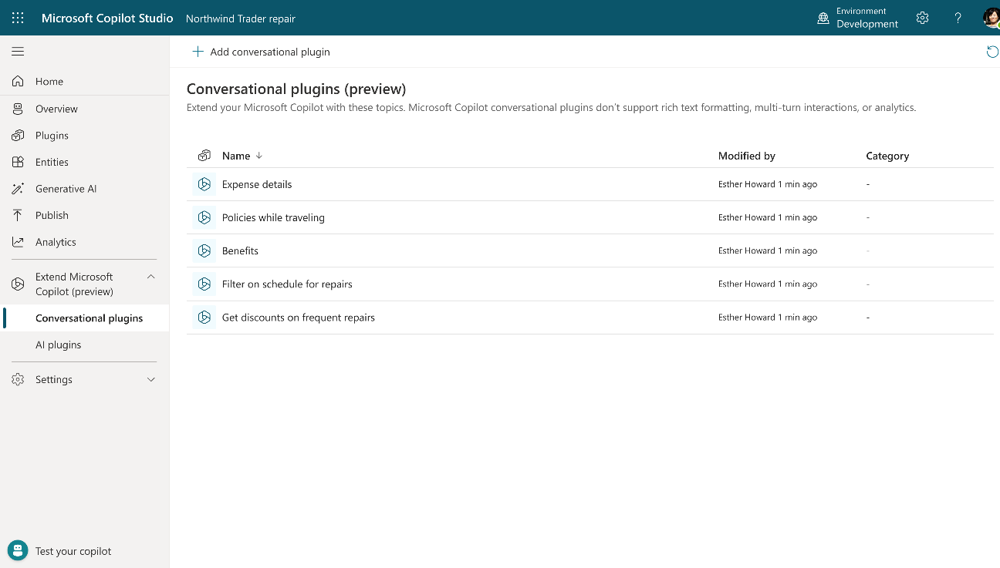 Microsoft Copilot Studio
Northwind Trader repair
Environment
Development
?
Add conversational plugin
Home
Overview
Plugins
Entities
Generative AI
Publish
Analytics
Extend Microsoft
Copilot (preview)
Conversational plugins
AI plugins
Settings
Test your copilot
Conversational plugins (preview)
Extend your Microsoft Copilot with these topics. Microsoft Copilot conversational plugins don't support rich text formatting, multi-turn interactions, or analytics.
Name ↓ Modified by Category
Expense details Esther Howard 1 min ago -
Policies while traveling Esther Howard 1 min ago -
Benefits Esther Howard 1 min ago -
Filter on schedule for repairs Esther Howard 1 min ago -
Get discounts on frequent repairs Esther Howard 1 min ago -